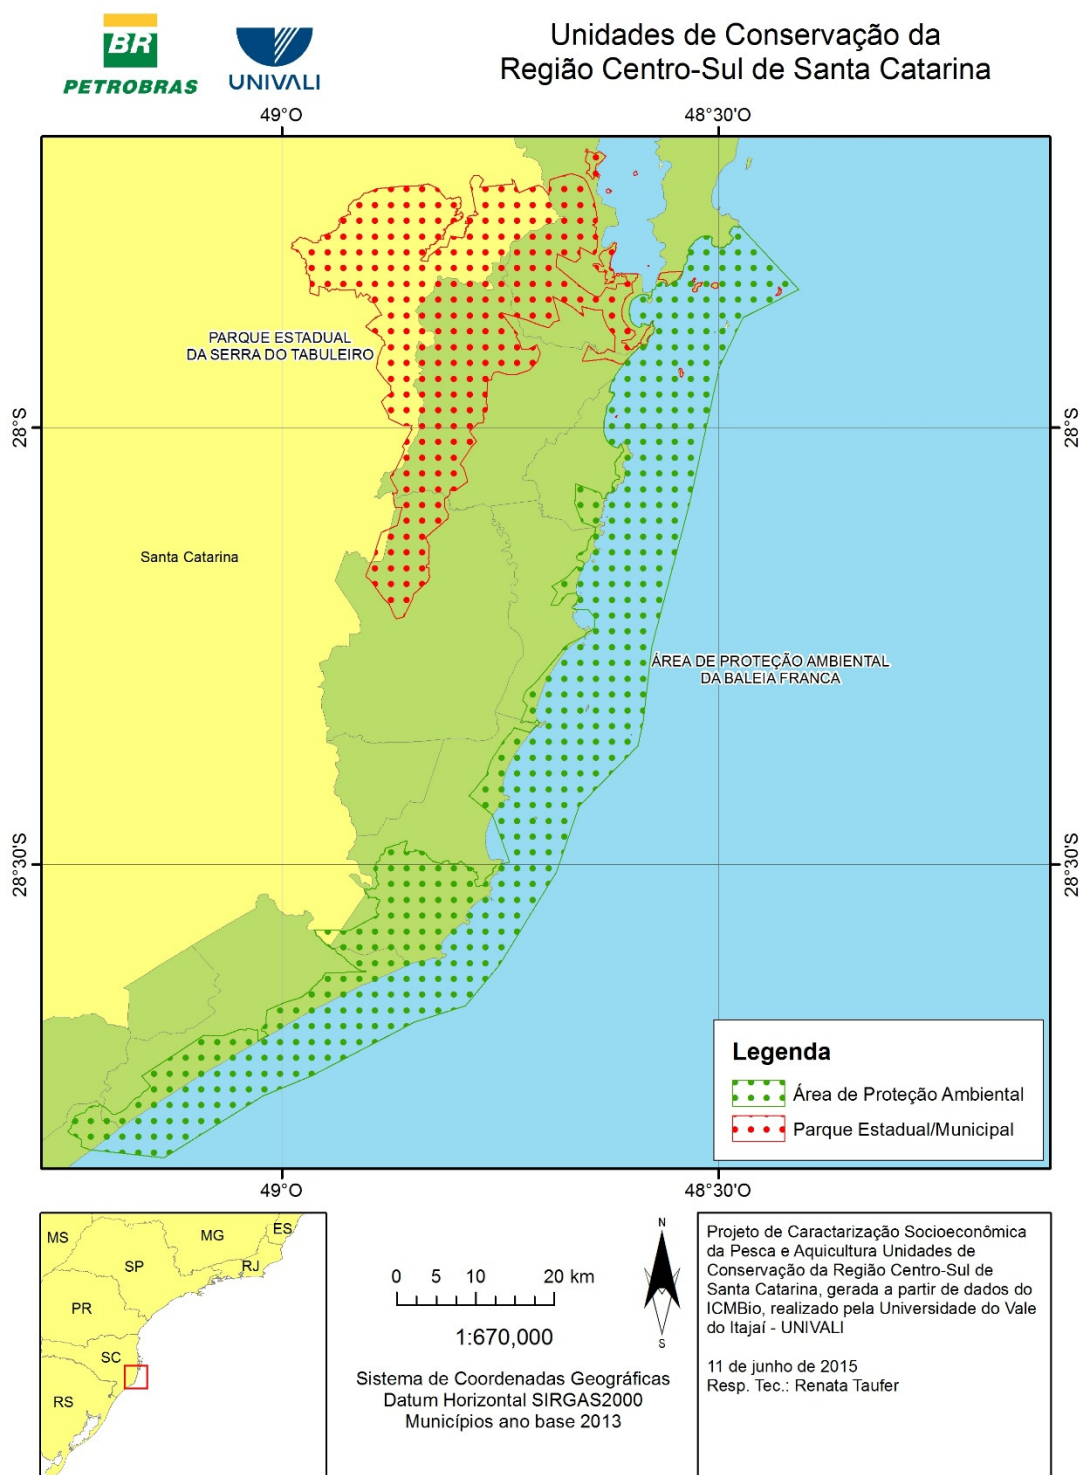 BR
PETROBRAS
UNIVALI
Unidades de Conservação da
Região Centro-Sul de Santa Catarina
49°O
48°30'O
28°S
28°S
PARQUE ESTADUAL
DA SERRA DO TABULEIRO
Santa Catarina
ÁREA DE PROTEÇÃO AMBIENTAL
DA BALEIA FRANCA
28°30'S
28°30'S
Legenda
Área de Proteção Ambiental
Parque Estadual/Municipal
49°O
48°30'O
MS
MG
ES
SP
RJ
PR
SC
RS
0 5 10 20 km
1:670,000
Sistema de Coordenadas Geográficas
Datum Horizontal SIRGAS2000
Municípios ano base 2013
N
S
Projeto de Caractarização Socioeconômica
da Pesca e Aquicultura Unidades de
Conservação da Região Centro-Sul de
Santa Catarina, gerada a partir de dados do
ICMBio, realizado pela Universidade do Vale
do Itajaí - UNIVALI
11 de junho de 2015
Resp. Tec.: Renata Taufer